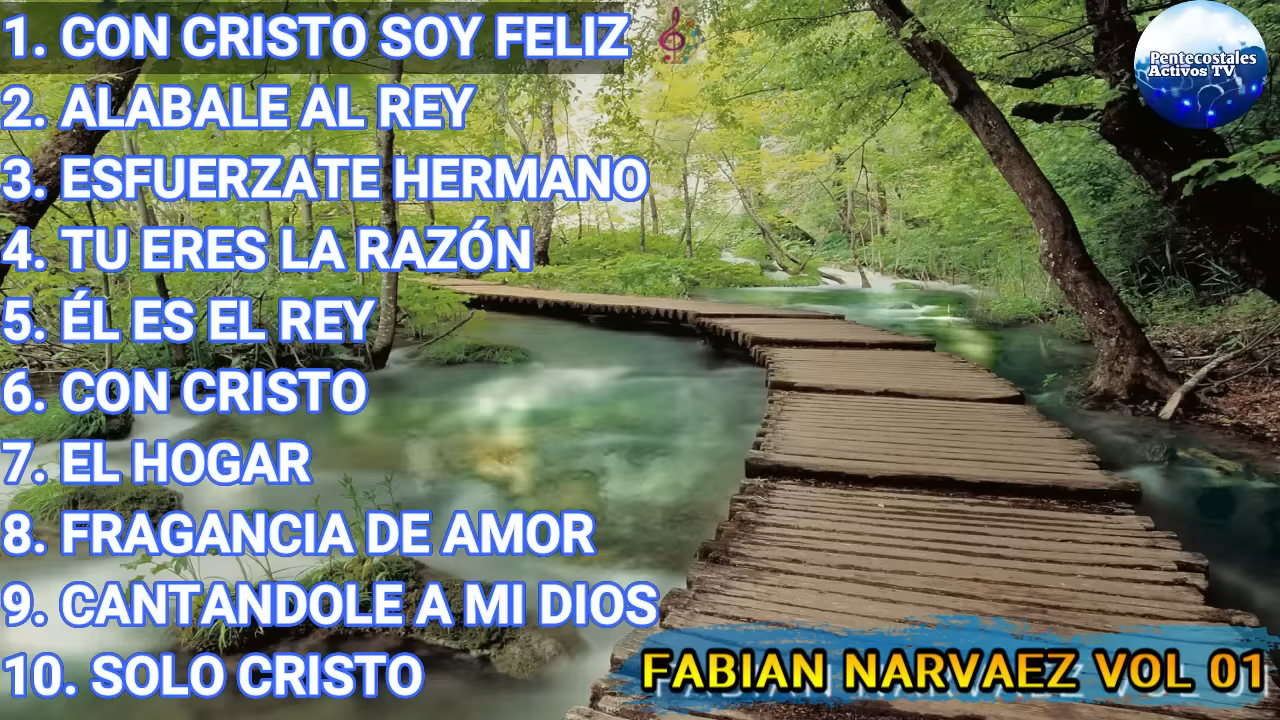 1. CON CRISTO SOY FELIZ
2. ALABALE AL REY
3. ESFUERZATE HERMANO
4. TU ERES LA RAZÓN
5. ÉL ES EL REY
6. CON CRISTO
7. EL HOGAR
8. FRAGANCIA DE AMOR
9. CANTANDOLE A MI DIOS
10. SOLO CRISTO
Pentecostales
Activos TV
FABIAN NARVAEZ VOL 01